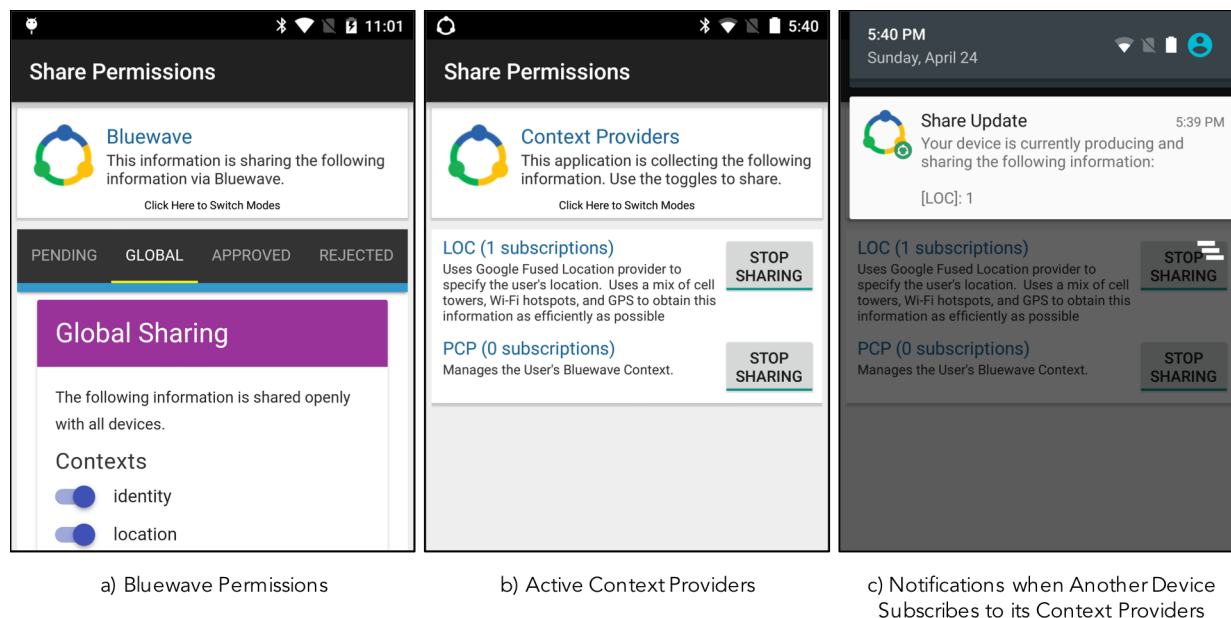 11:01
Share Permissions
Bluewave
This information is sharing the following
information via Bluewave.
Click Here to Switch Modes
PENDING GLOBAL APPROVED REJECTED
Global Sharing
The following information is shared openly
with all devices.
Contexts
identity
location
a) Bluewave Permissions
5:40
Share Permissions
Context Providers
This application is collecting the following
information. Use the toggles to share.
Click Here to Switch Modes
LOC (1 subscriptions)
Uses Google Fused Location provider to
specify the user's location. Uses a mix of cell
towers, Wi-Fi hotspots, and GPS to obtain this
information as efficiently as possible
STOP
SHARING
PCP (0 subscriptions)
Manages the User's Bluewave Context.
STOP
SHARING
b) Active Context Providers
5:40 PM
Sunday, April 24
Share Update 5:39 PM
Your device is currently producing and
sharing the following information:
[LOC]: 1
LOC (1 subscriptions)
Uses Google Fused Location provider to
specify the user's location. Uses a mix of cell
towers, Wi-Fi hotspots, and GPS to obtain this
information as efficiently as possible
STOP
SHARING
PCP (0 subscriptions)
Manages the User's Bluewave Context.
STOP
SHARING
c) Notifications when Another Device
Subscribes to its Context Providers